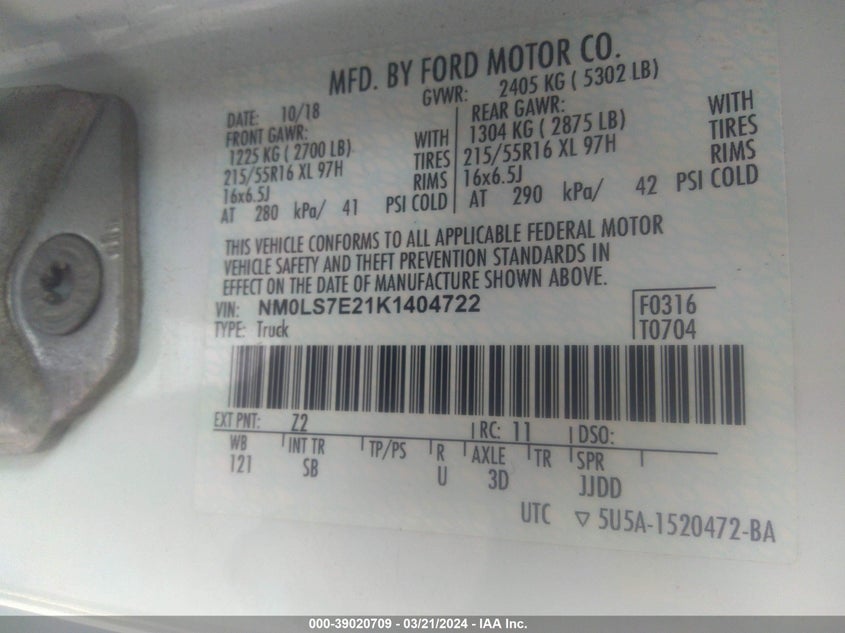 MFD. BY FORD MOTOR CO.
DATE: 10/18 GVWR: 2405 KG ( 5302 LB)
FRONT GAWR: REAR GAWR:
1225 KG ( 2700 LB) WITH 1304 KG ( 2875 LB) WITH
215/55R16 XL 97H TIRES 215/55R16 XL 97H TIRES
16x6.5J RIMS 16x6.5J RIMS
AT 280 kPa/ 41 PSI COLD AT 290 kPa/ 42 PSI COLD
THIS VEHICLE CONFORMS TO ALL APPLICABLE FEDERAL MOTOR
VEHICLE SAFETY AND THEFT PREVENTION STANDARDS IN
EFFECT ON THE DATE OF MANUFACTURE SHOWN ABOVE.
VIN: NM0LS7E21K1404722 F0316
TYPE: Truck T0704
EXT PNT: Z2 RC: 11 DSO:
WB INT TR TP/PS R AXLE TR SPR
121 SB U 3D JJDD
UTC ▽ 5U5A-1520472-BA
000-39020709 - 03/21/2024 - IAA Inc.